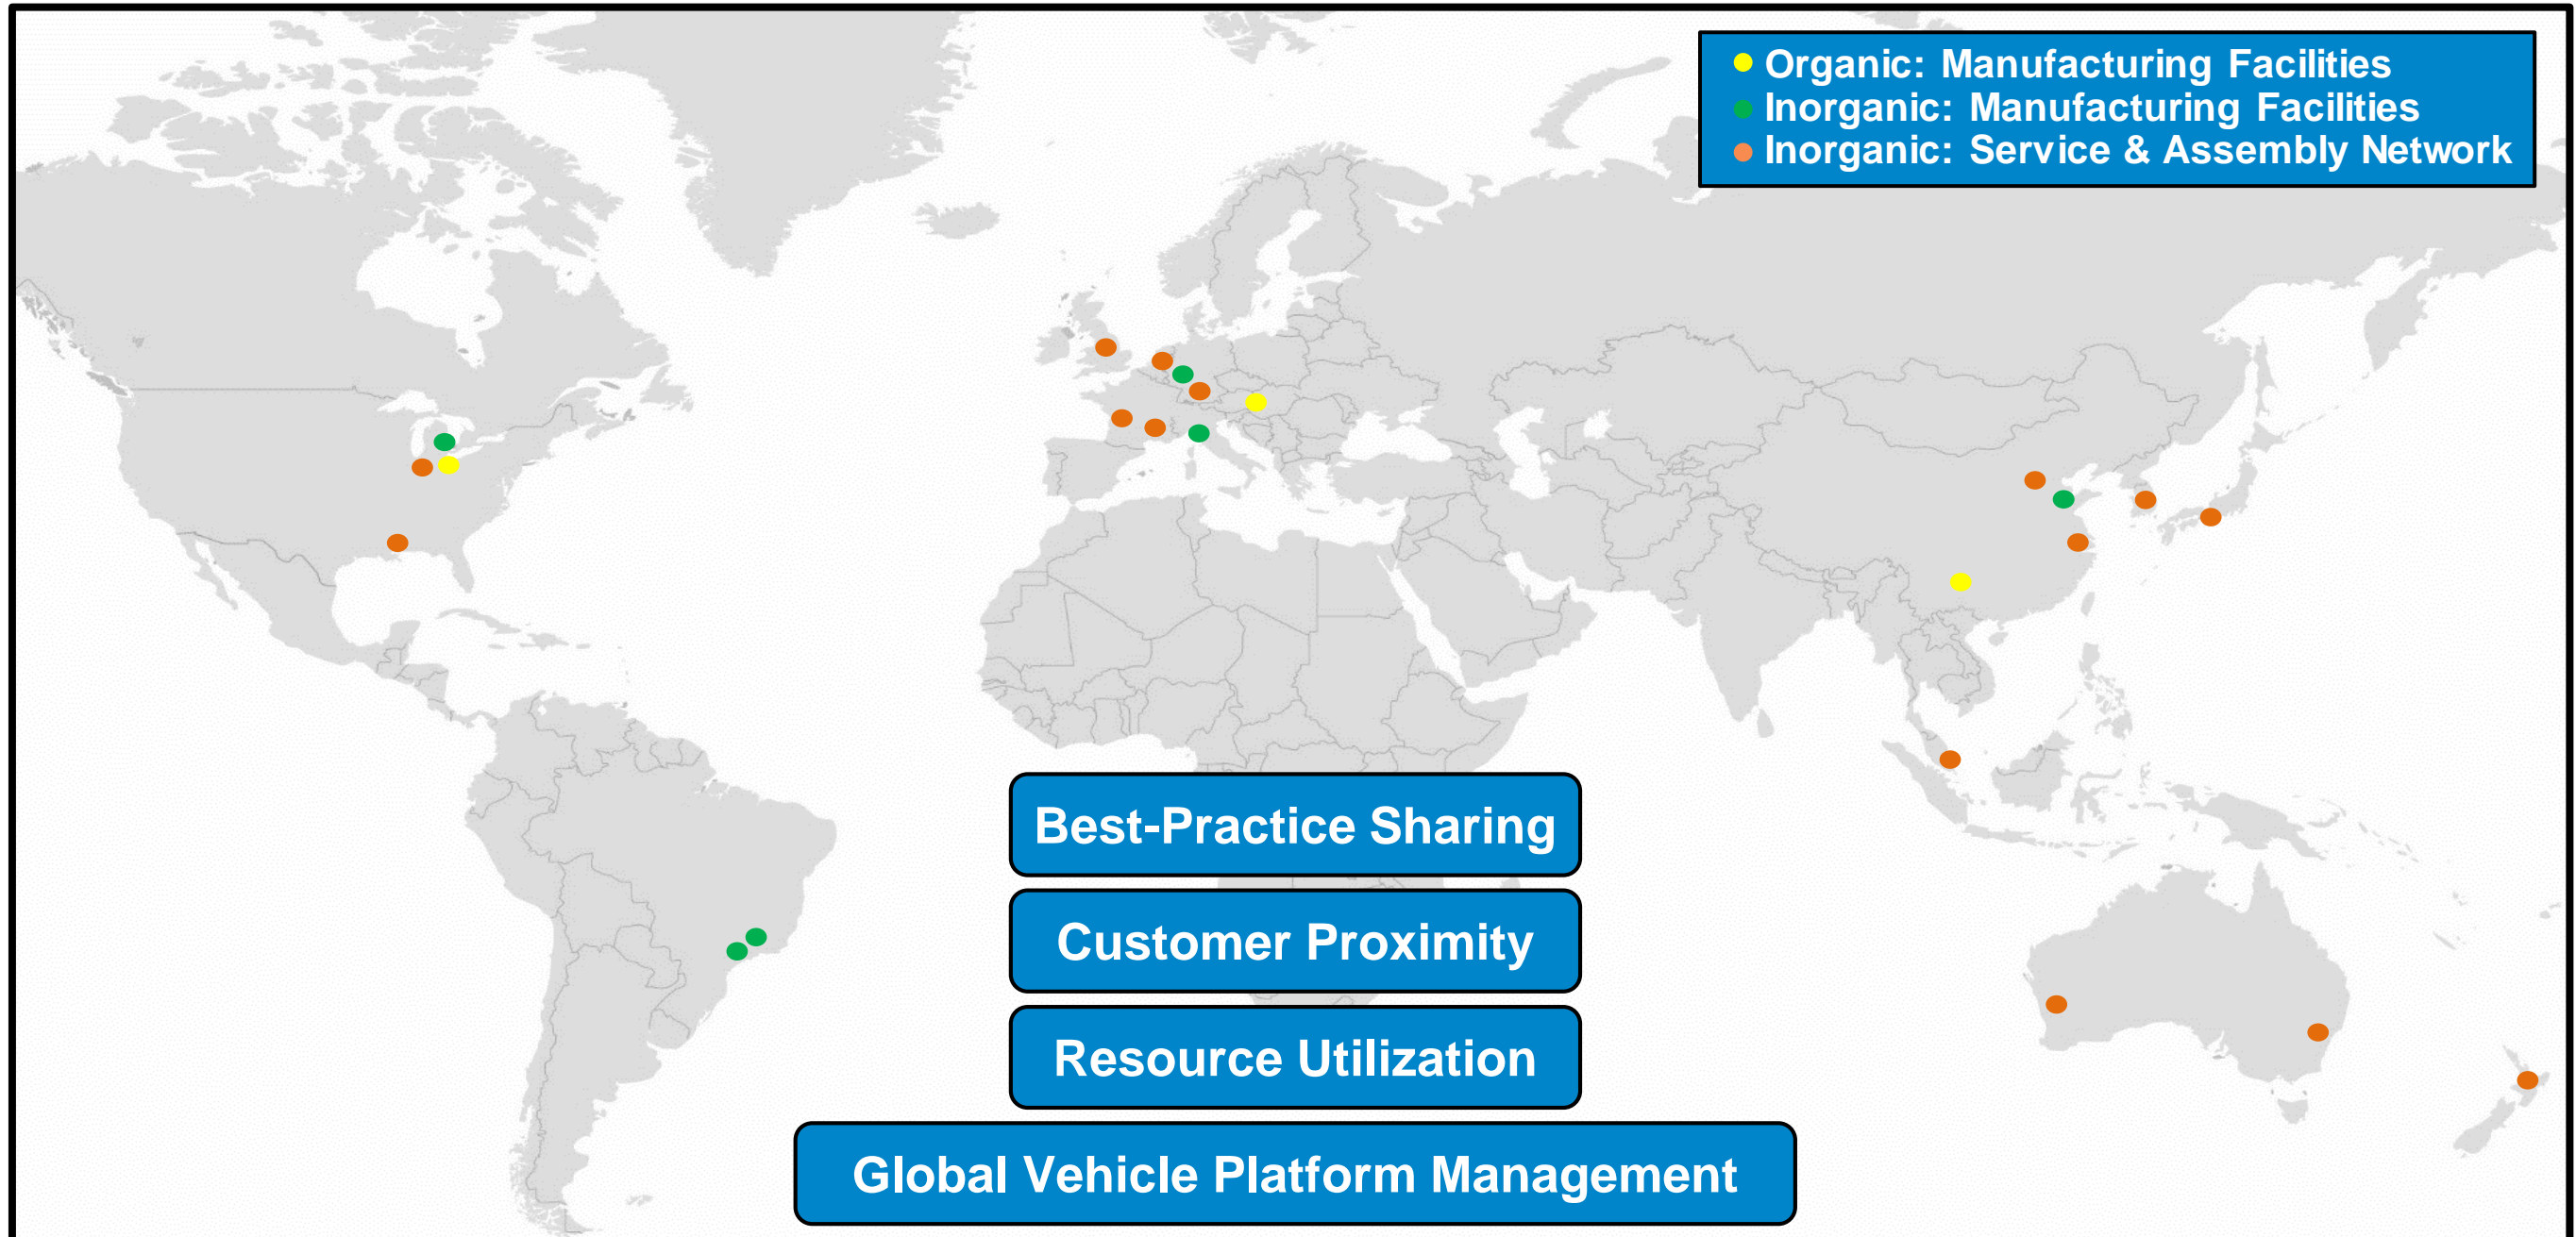 Organic: Manufacturing Facilities
Inorganic: Manufacturing Facilities
Inorganic: Service & Assembly Network
Best-Practice Sharing
Customer Proximity
Resource Utilization
Global Vehicle Platform Management